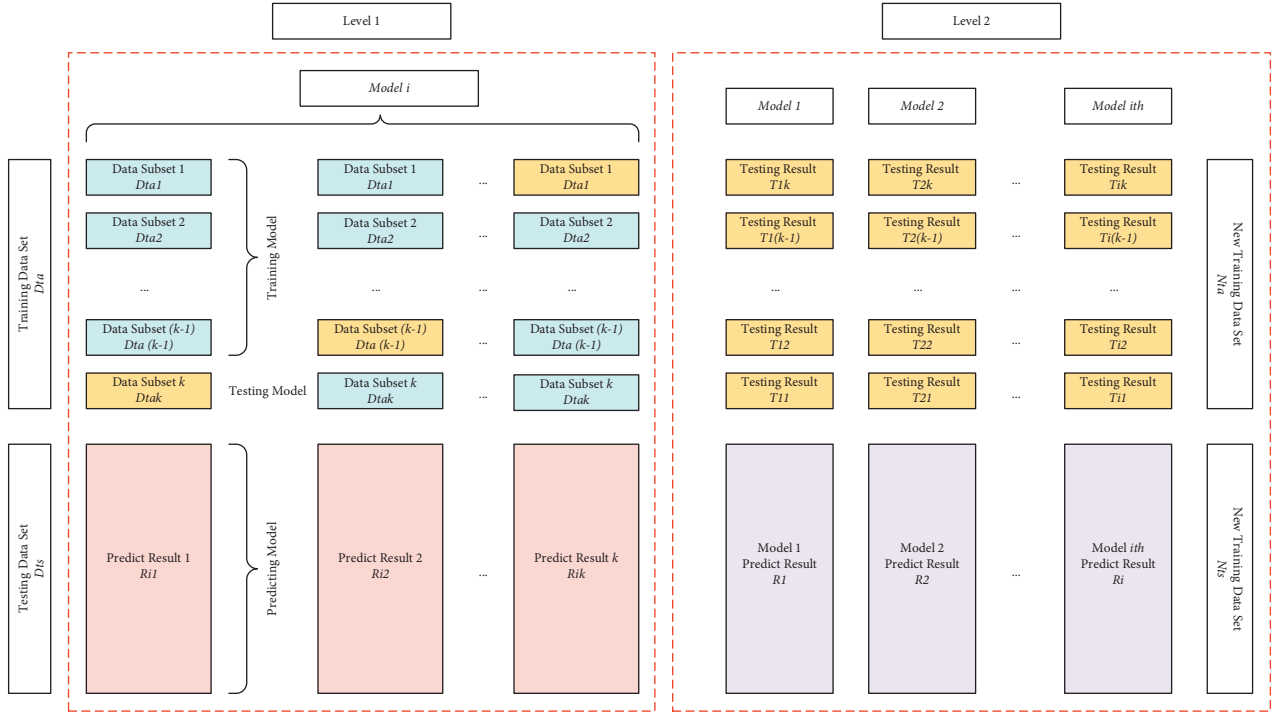 Level 1
Level 2
Model i
Model 1
Model 2
Model ith
Training Data Set
Dta
Data Subset 1
Dta1
Data Subset 1
Dta1
...
Data Subset 1
Dta1
Data Subset 2
Dta2
Data Subset 2
Dta2
...
Data Subset 2
Dta2
...
...
...
...
Data Subset (k-1)
Dta (k-1)
Data Subset (k-1)
Dta (k-1)
...
Data Subset (k-1)
Dta (k-1)
Data Subset k
Dtak
Testing Model
Data Subset k
Dtak
...
Data Subset k
Dtak
Training Model
Testing Result
T1k
Testing Result
T2k
...
Testing Result
Tik
Testing Result
T1(k-1)
Testing Result
T2(k-1)
...
Testing Result
Ti(k-1)
...
...
...
...
Testing Result
T12
Testing Result
T22
...
Testing Result
Ti2
Testing Result
T11
Testing Result
T21
...
Testing Result
Ti1
New Training Data Set
Nta
Testing Data Set
Dts
Predict Result 1
Ri1
Predicting Model
Predict Result 2
Ri2
...
Predict Result k
Rik
Model 1
Predict Result
R1
Model 2
Predict Result
R2
...
Model ith
Predict Result
Ri
New Training Data Set
Nts